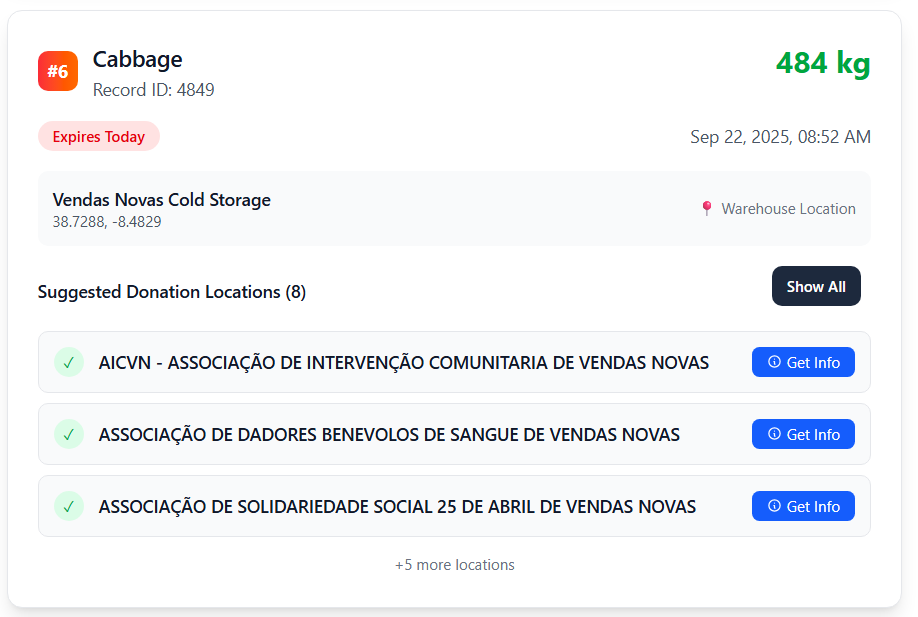 #6
Cabbage
484 kg
Record ID: 4849
Expires Today
Sep 22, 2025, 08:52 AM
Vendas Novas Cold Storage
38.7288, -8.4829
Warehouse Location
Suggested Donation Locations (8)
Show All
AICVN - ASSOCIAÇÃO DE INTERVENÇÃO COMUNITARIA DE VENDAS NOVAS
Get Info
ASSOCIAÇÃO DE DADORES BENEVOLOS DE SANGUE DE VENDAS NOVAS
Get Info
ASSOCIAÇÃO DE SOLIDARIEDADE SOCIAL 25 DE ABRIL DE VENDAS NOVAS
Get Info
+5 more locations